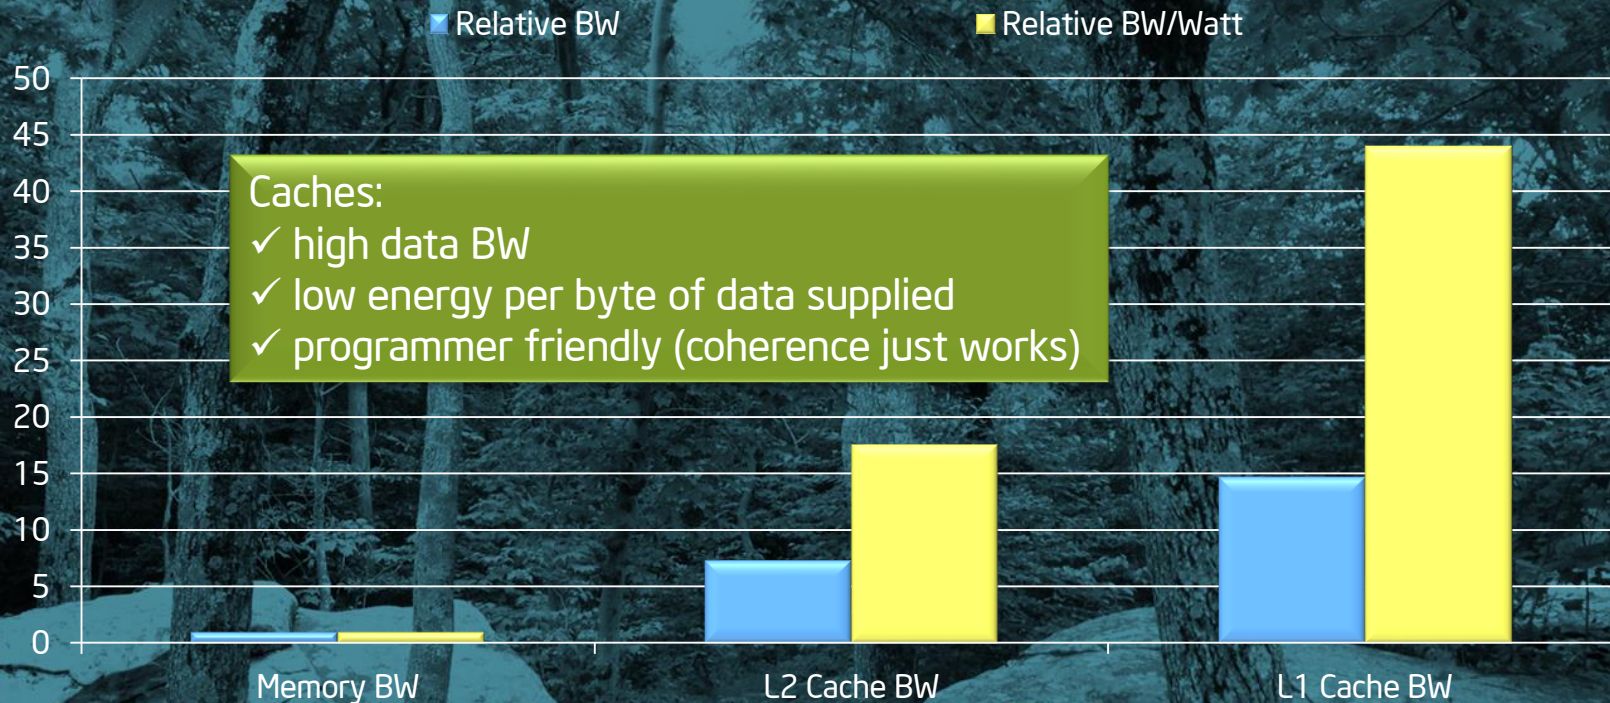 Relative BW
Relative BW/Watt
50
45
40
35
30
25
20
15
10
5
0
Caches:
✓ high data BW
✓ low energy per byte of data supplied
✓ programmer friendly (coherence just works)
Memory BW
L2 Cache BW
L1 Cache BW